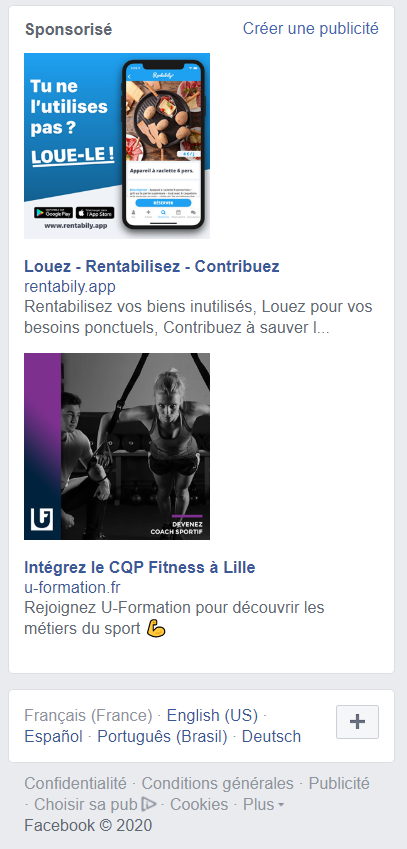 Sponsorisé
Créer une publicité
Tu ne
l'utilises
pas ?
LOUE-LE !
Google Play
App Store
www.rentabily.app
Rentabily
Appareil à raclette 6 pers.
RÉSERVER
Louez - Rentabilisez - Contribuez
rentabily.app
Rentabilisez vos biens inutilisés, Louez pour vos
besoins ponctuels, Contribuez à sauver l...
UF
DEVENEZ
COACH SPORTIF
Intégrez le CQP Fitness à Lille
u-formation.fr
Rejoignez U-Formation pour découvrir les
métiers du sport 💪
Français (France) · English (US) ·
Español · Português (Brasil) · Deutsch
Confidentialité · Conditions générales · Publicité
· Choisir sa pub · Cookies · Plus
Facebook © 2020